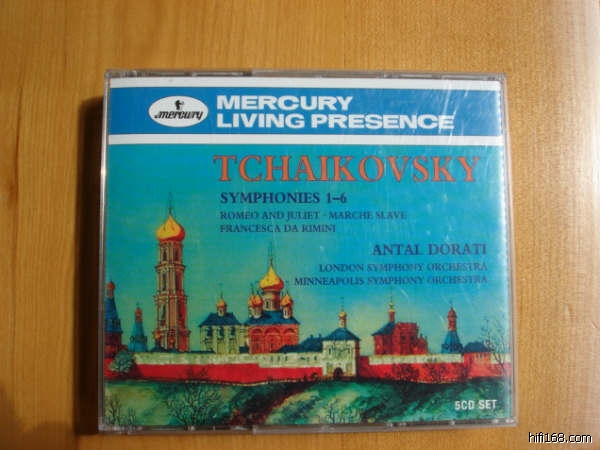 mercury
MERCURY
LIVING PRESENCE
TCHAIKOVSKY
SYMPHONIES 1–6
ROMEO AND JULIET · MARCHE SLAVE
FRANCESCA DA RIMINI
ANTAL DORATI
LONDON SYMPHONY ORCHESTRA
MINNEAPOLIS SYMPHONY ORCHESTRA
5CD SET
hifi168.com